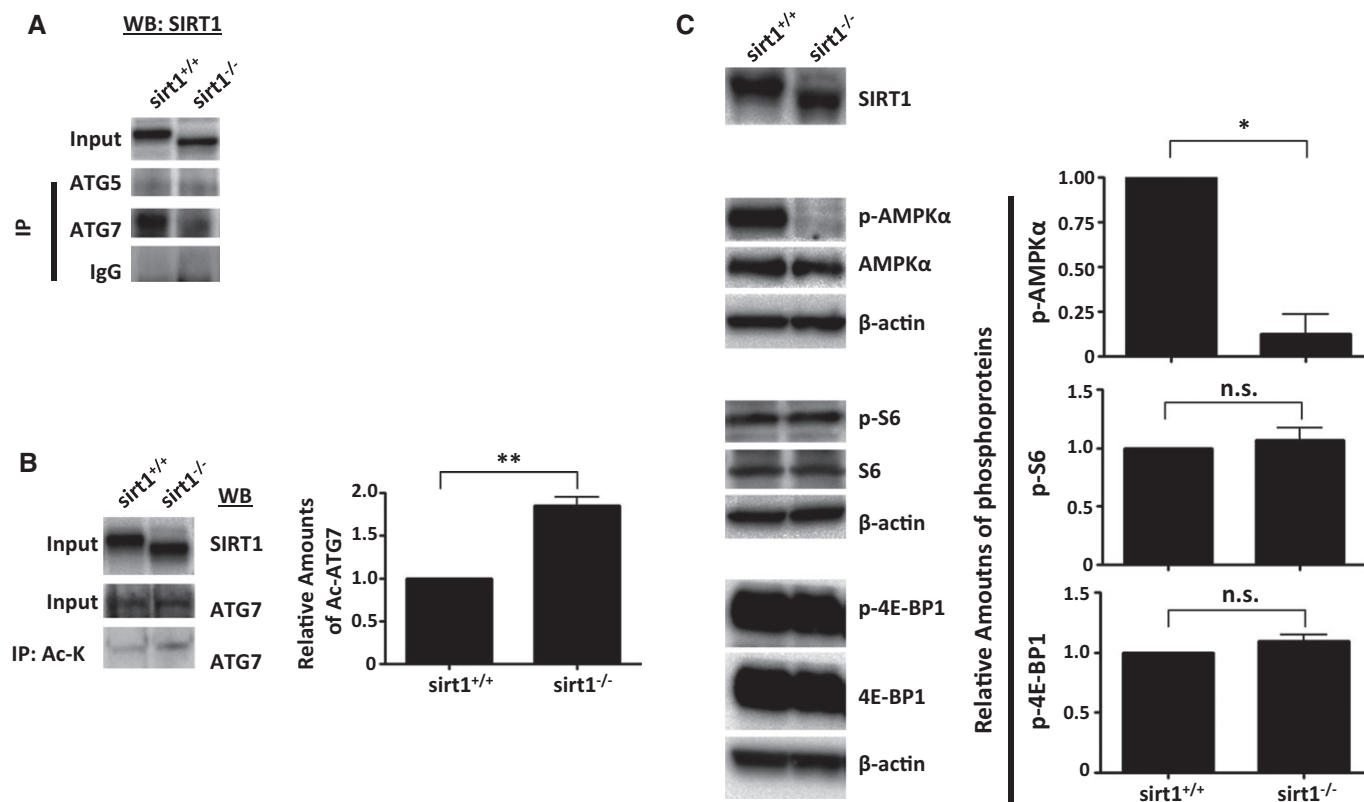 A
WB: SIRT1
sirt1+/+ sirt1-/-
Input
ATG5
ATG7
IgG
IP
B
sirt1+/+ sirt1-/-
WB
Input SIRT1
Input ATG7
IP: Ac-K ATG7
Relative Amounts
of Ac-ATG7
**
2.0
1.5
1.0
0.5
0
sirt1+/+ sirt1-/-
C
sirt1+/+ sirt1-/-
SIRT1
p-AMPKα
AMPKα
β-actin
p-S6
S6
β-actin
p-4E-BP1
4E-BP1
β-actin
Relative Amoutns of phosphoproteins
p-AMPKα
*
1.00
0.75
0.50
0.25
0
p-S6
n.s.
1.5
1.0
0.5
0
p-4E-BP1
n.s.
1.5
1.0
0.5
0
sirt1+/+ sirt1-/-